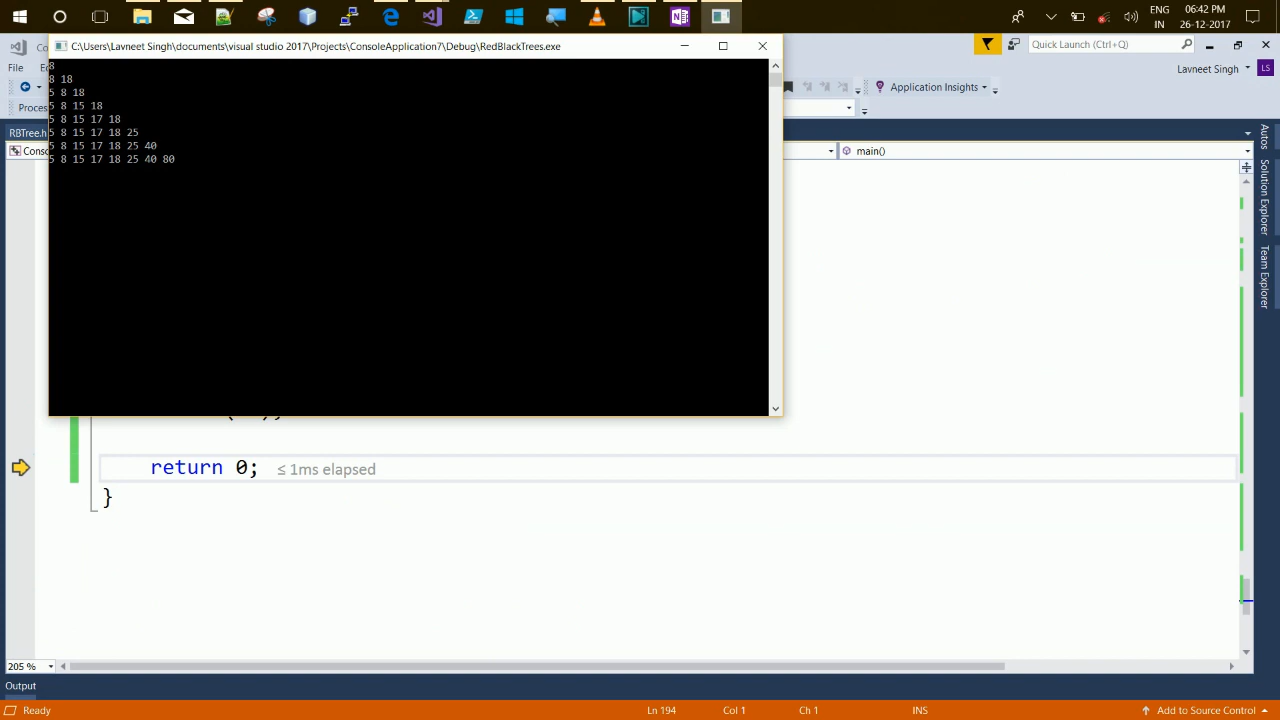 ENG 06:42 PM
IN 26-12-2017
C:\Users\Lavneet Singh\documents\visual studio 2017\Projects\ConsoleApplication7\Debug\RedBlackTrees.exe
Quick Launch (Ctrl+Q)
File
Lavneet Singh LS
Application Insights
Proces
RBTree.h
Conso
main()
8
8 18
5 8 18
5 8 15 18
5 8 15 17 18
5 8 15 17 18 25
5 8 15 17 18 25 40
5 8 15 17 18 25 40 80
Autos
Solution Explorer
Team Explorer
return 0; ≤ 1ms elapsed
}
205 %
Output
Ready Ln 194 Col 1 Ch 1 INS Add to Source Control